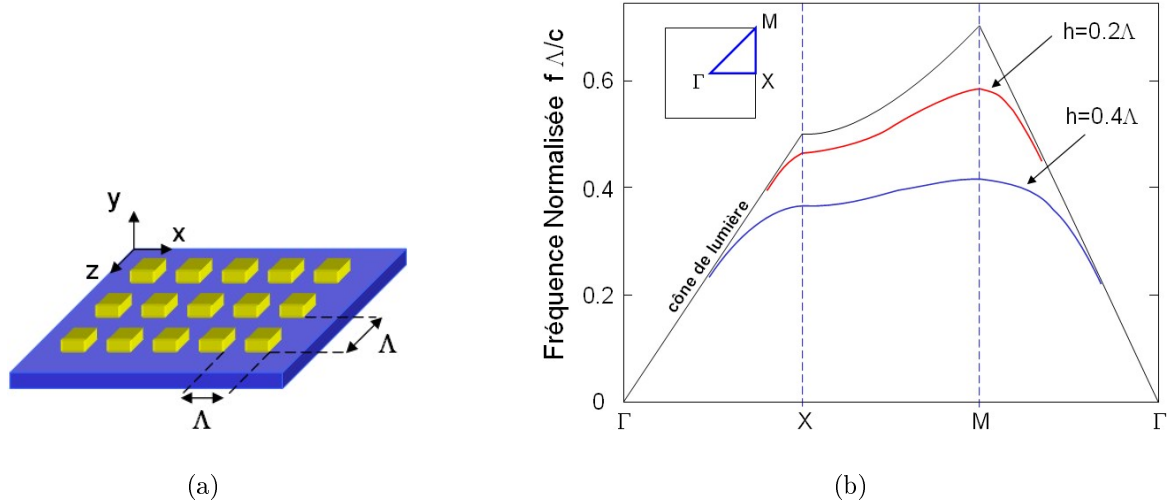 y
x
z
Λ
Λ
(a)
Fréquence Normalisée f Λ/c
0.6
0.4
0.2
0
M
Γ
X
h=0.2Λ
h=0.4Λ
cône de lumière
Γ
X
M
Γ
(b)